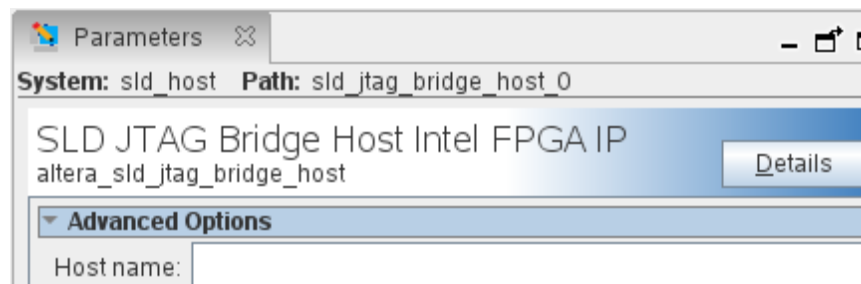 Parameters
System: sld_host Path: sld_jtag_bridge_host_0
SLD JTAG Bridge Host Intel FPGA IP
altera_sld_jtag_bridge_host
Details
Advanced Options
Host name: